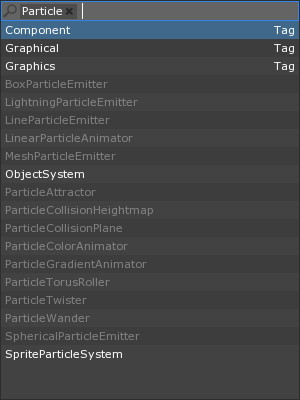 Particle ×
Component Tag
Graphical Tag
Graphics Tag
BoxParticleEmitter
LightningParticleEmitter
LineParticleEmitter
LinearParticleAnimator
MeshParticleEmitter
ObjectSystem
ParticleAttractor
ParticleCollisionHeightmap
ParticleCollisionPlane
ParticleColorAnimator
ParticleGradientAnimator
ParticleTorusRoller
ParticleTwister
ParticleWander
SphericalParticleEmitter
SpriteParticleSystem